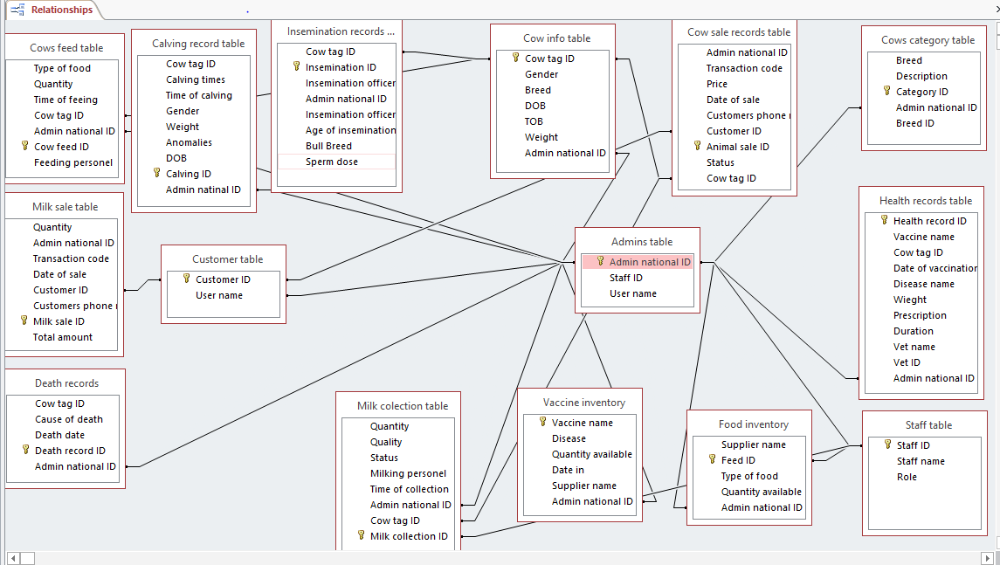 Relationships
Cows feed table
Type of food
Quantity
Time of feeing
Cow tag ID
Admin national ID
Cow feed ID
Feeding personel
Calving record table
Cow tag ID
Calving times
Time of calving
Gender
Weight
Anomalies
DOB
Calving ID
Admin natinal ID
Insemination records ...
Cow tag ID
Insemination ID
Insemination officer
Admin national ID
Insemination officer
Age of insemination
Bull Breed
Sperm dose
Cow info table
Cow tag ID
Gender
Breed
DOB
TOB
Weight
Admin national ID
Cow sale records table
Admin national ID
Transaction code
Price
Date of sale
Customers phone
Customer ID
Animal sale ID
Status
Cow tag ID
Cows category table
Breed
Description
Category ID
Admin national ID
Breed ID
Milk sale table
Quantity
Admin national ID
Transaction code
Date of sale
Customer ID
Customers phone
Milk sale ID
Total amount
Customer table
Customer ID
User name
Admins table
Admin national ID
Staff ID
User name
Health records table
Health record ID
Vaccine name
Cow tag ID
Date of vaccination
Disease name
Wieght
Prescription
Duration
Vet name
Vet ID
Admin national ID
Death records
Cow tag ID
Cause of death
Death date
Death record ID
Admin national ID
Milk colection table
Quantity
Quality
Status
Milking personel
Time of collection
Admin national ID
Cow tag ID
Milk collection ID
Vaccine inventory
Vaccine name
Disease
Quantity available
Date in
Supplier name
Admin national ID
Food inventory
Supplier name
Feed ID
Type of food
Quantity available
Admin national ID
Staff table
Staff ID
Staff name
Role